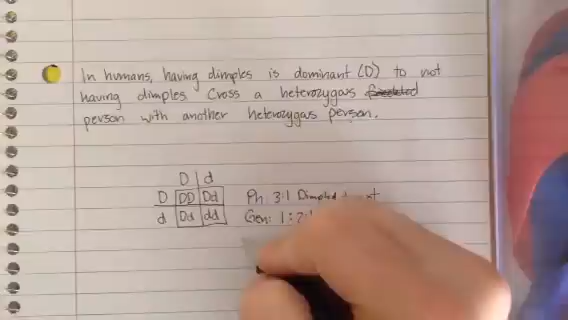 In humans, having dimples is dominant (D) to not
having dimples. Cross a heterozygous
person with another heterozygous person.
D d
D DD Dd
d Dd dd
Ph: 3:1 Dimpled
Gen: 1:2:1